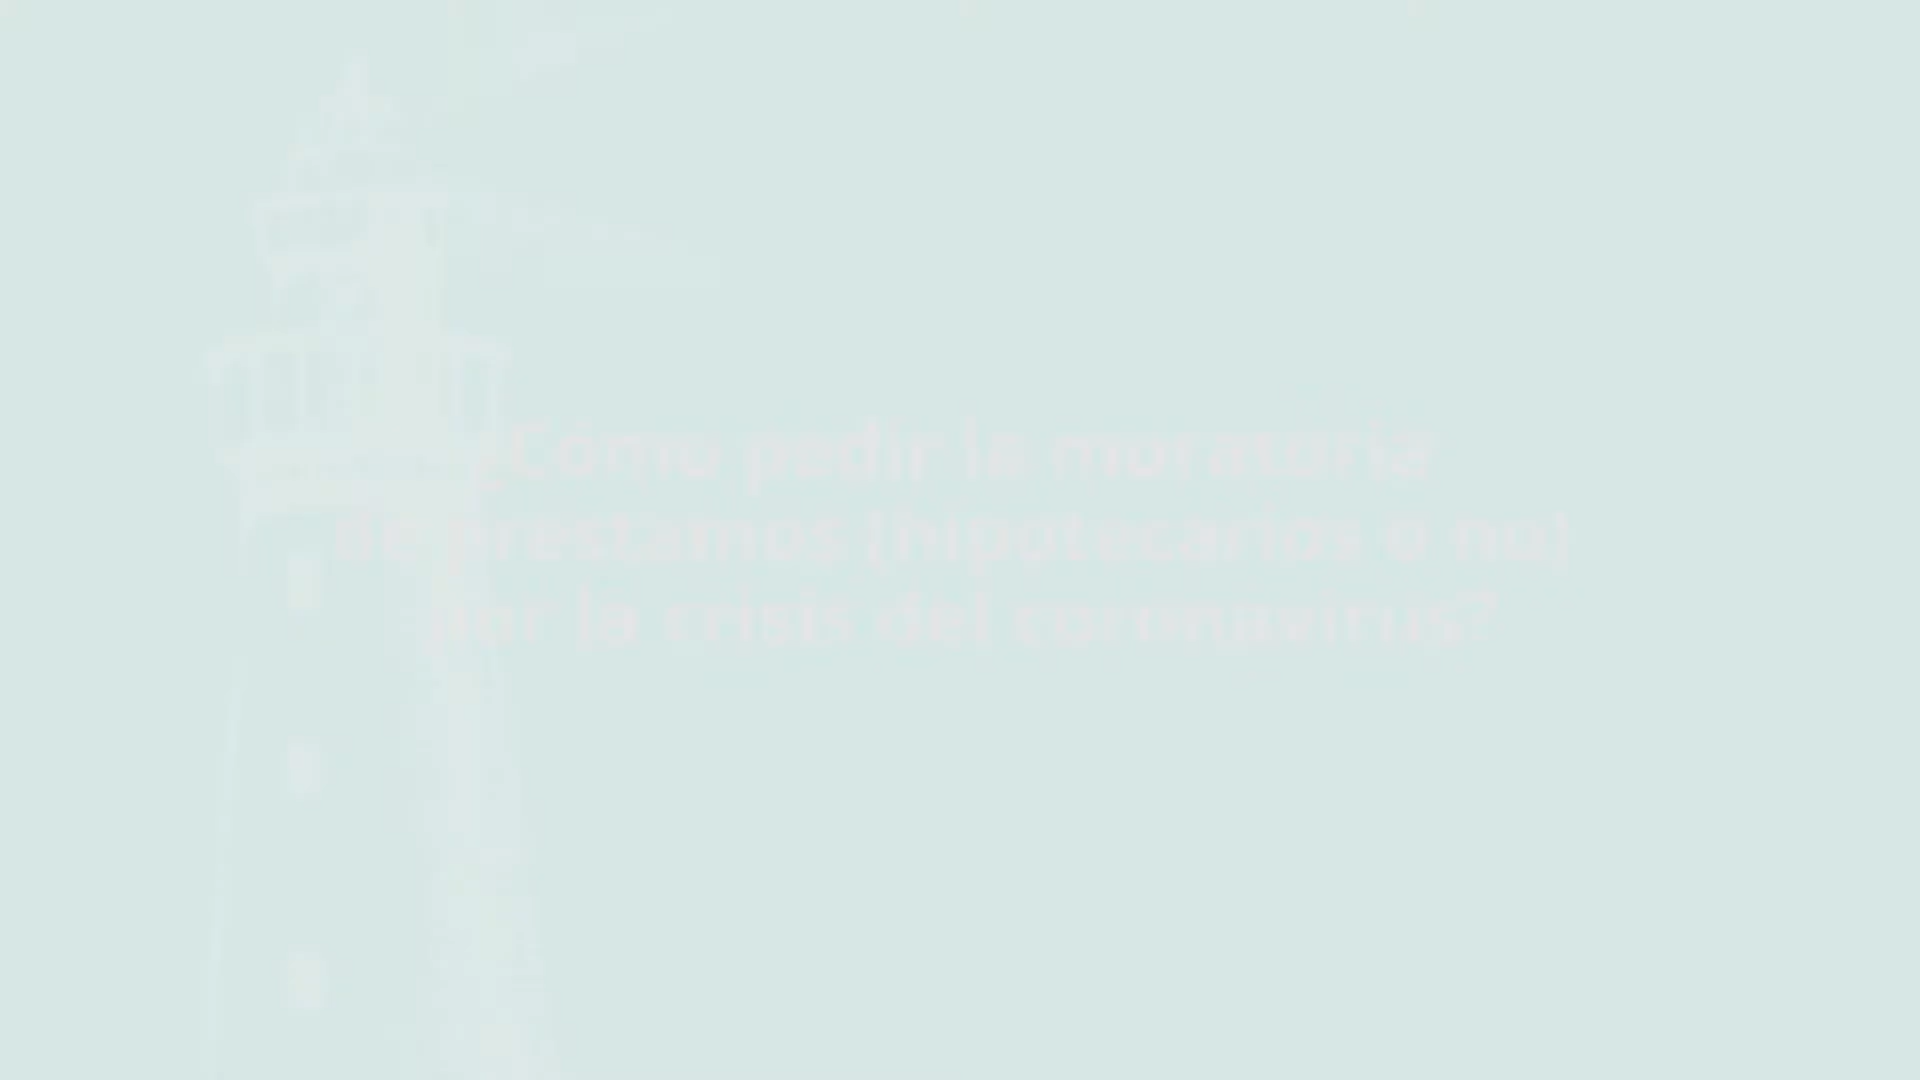 ¿Cómo pedir la moratoria
de préstamos (hipotecarios o no)
por la crisis del coronavirus?